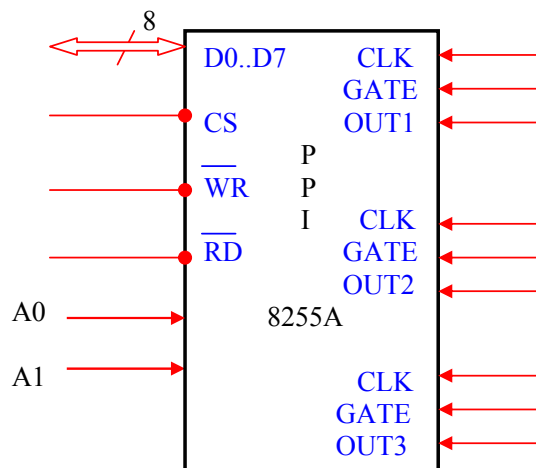 8
D0..D7
CLK
GATE
OUT1
CS
P
P
I
WR
RD
CLK
GATE
OUT2
A0
8255A
A1
CLK
GATE
OUT3